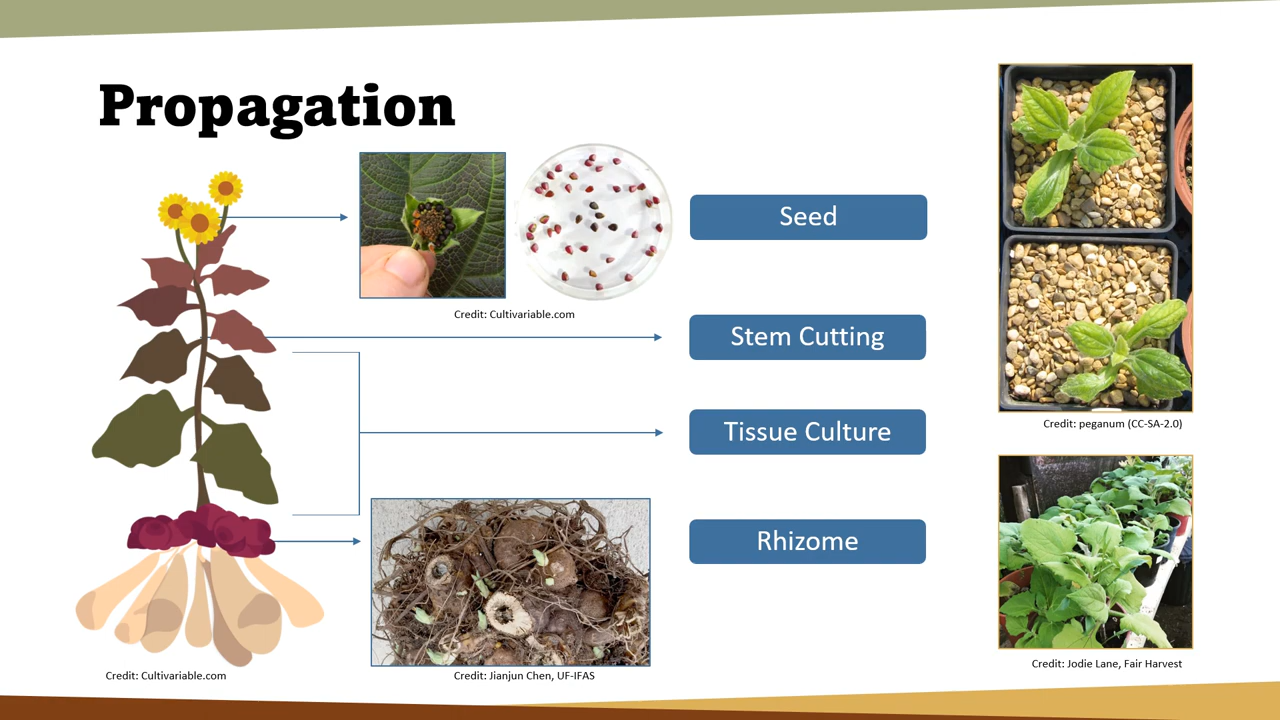 Propagation
Seed
Credit: Cultivariable.com
Stem Cutting
Tissue Culture
Rhizome
Credit: Cultivariable.com
Credit: Jianjun Chen, UF-IFAS
Credit: peganum (CC-SA-2.0)
Credit: Jodie Lane, Fair Harvest